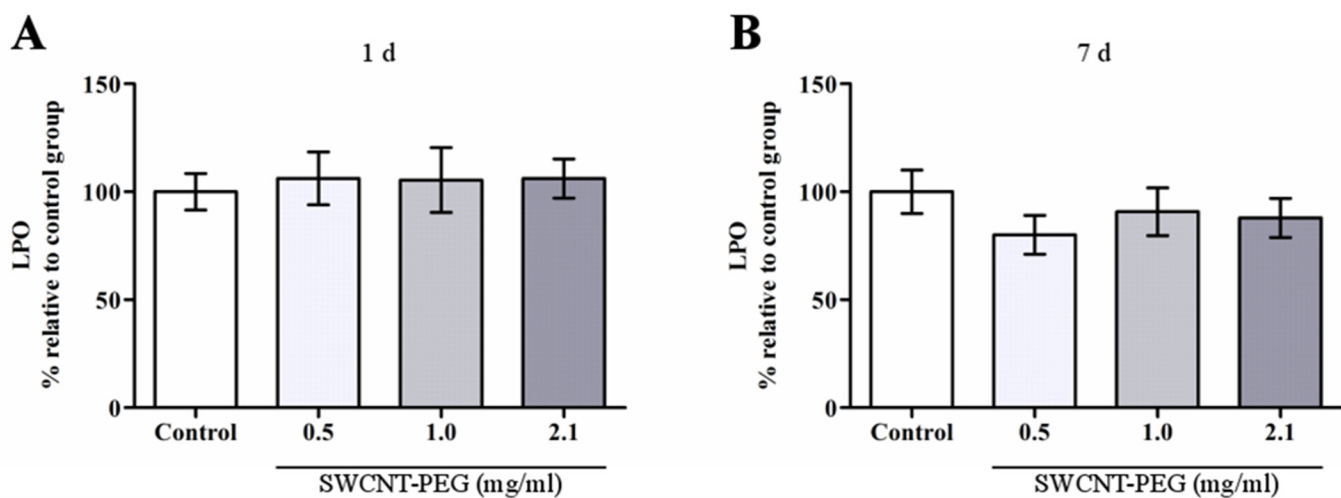 A
1 d
LPO
% relative to control group
150
100
50
0
Control 0.5 1.0 2.1
SWCNT-PEG (mg/ml)
B
7 d
LPO
% relative to control group
150
100
50
0
Control 0.5 1.0 2.1
SWCNT-PEG (mg/ml)